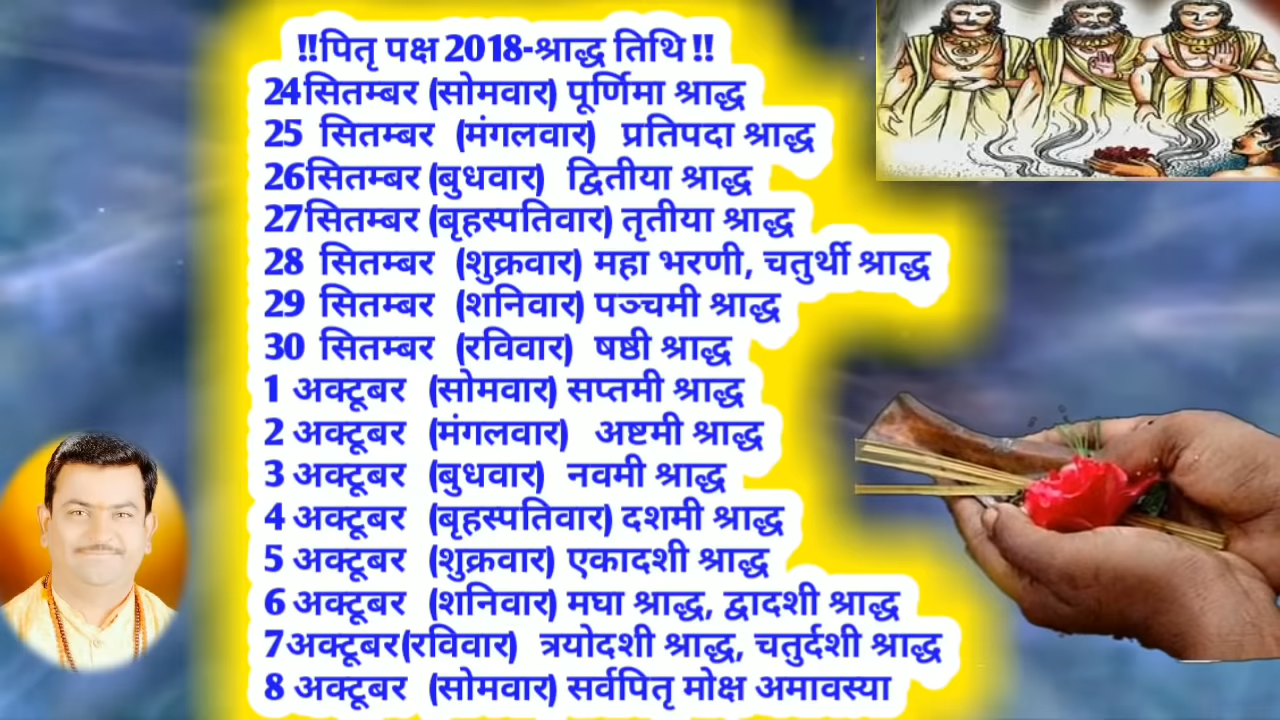 !!पितृ पक्ष 2018-श्राद्ध तिथि !!
24सितम्बर (सोमवार) पूर्णिमा श्राद्ध
25 सितम्बर (मंगलवार) प्रतिपदा श्राद्ध
26सितम्बर (बुधवार) द्वितीया श्राद्ध
27सितम्बर (बृहस्पतिवार) तृतीया श्राद्ध
28 सितम्बर (शुक्रवार) महा भरणी, चतुर्थी श्राद्ध
29 सितम्बर (शनिवार) पञ्चमी श्राद्ध
30 सितम्बर (रविवार) षष्ठी श्राद्ध
1 अक्टूबर (सोमवार) सप्तमी श्राद्ध
2 अक्टूबर (मंगलवार) अष्टमी श्राद्ध
3 अक्टूबर (बुधवार) नवमी श्राद्ध
4 अक्टूबर (बृहस्पतिवार) दशमी श्राद्ध
5 अक्टूबर (शुक्रवार) एकादशी श्राद्ध
6 अक्टूबर (शनिवार) मघा श्राद्ध, द्वादशी श्राद्ध
7अक्टूबर(रविवार) त्रयोदशी श्राद्ध, चतुर्दशी श्राद्ध
8 अक्टूबर (सोमवार) सर्वपितृ मोक्ष अमावस्या